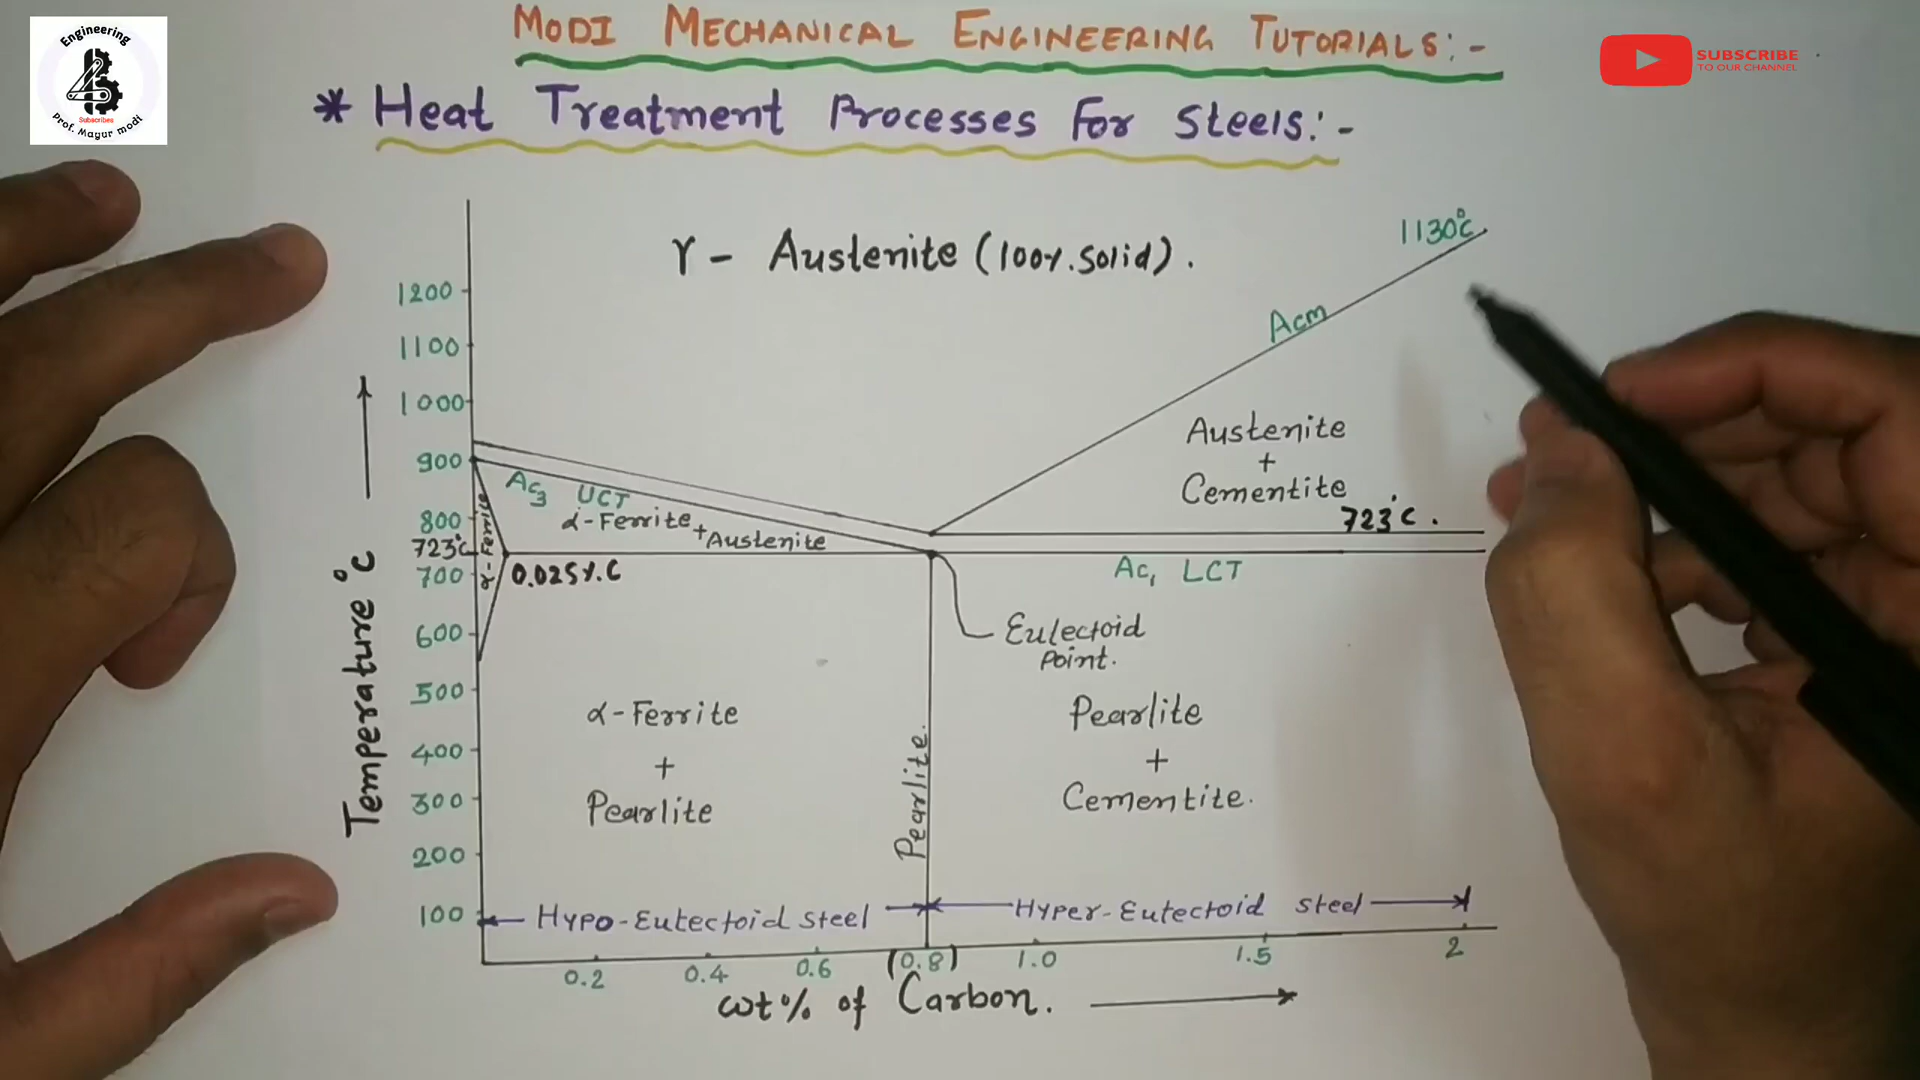 MODI MECHANICAL ENGINEERING TUTORIALS:-
SUBSCRIBE
TO OUR CHANNEL
Engineering
Subscribes
Prof. Mayur modi
* Heat Treatment Processes For Steels:-
1130°C
γ - Austenite (100%. Solid).
1200
Acm
1100
1000
Austenite
+
Cementite
900
Ac3 UCT
723°C.
800
α-Ferrite + Austenite
723°C
α-Ferrite
700
0.025%.C
Ac1 LCT
600
Eutectoid
Point.
500
α-Ferrite
+
Pearlite
Pearlite
+
Cementite.
Pearlite.
400
300
200
100
Hypo-Eutectoid steel
Hyper-Eutectoid steel
0.2 0.4 0.6 (0.8) 1.0 1.5 2
wt% of Carbon.
Temperature °C